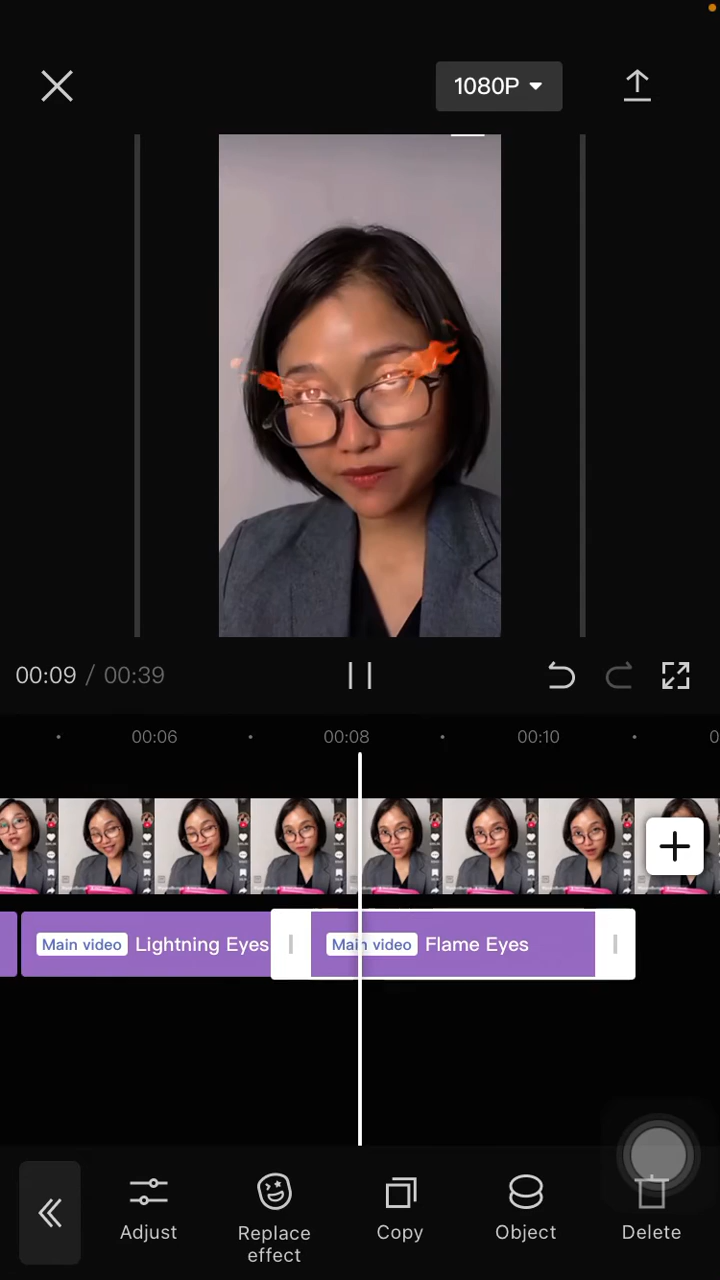 1080P
00:09 / 00:39
00:06
00:08
00:10
Main video Lightning Eyes
Main video Flame Eyes
Adjust
Replace
effect
Copy
Object
Delete